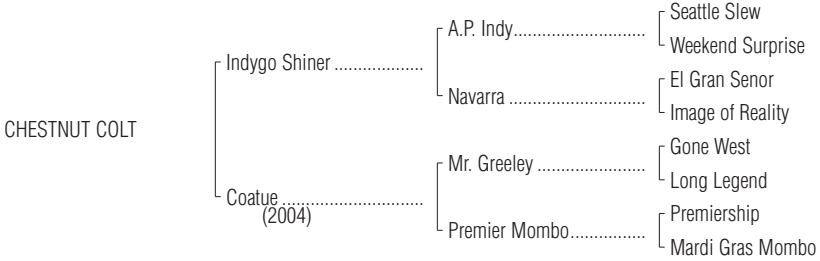 Seattle Slew
A.P. Indy..............................
Weekend Surprise
Indygo Shiner ....................
El Gran Senor
Navarra ...............................
Image of Reality
CHESTNUT COLT
Gone West
Mr. Greeley ........................
Long Legend
Coatue ................................
(2004)
Premiership
Premier Mombo.................
Mardi Gras Mombo